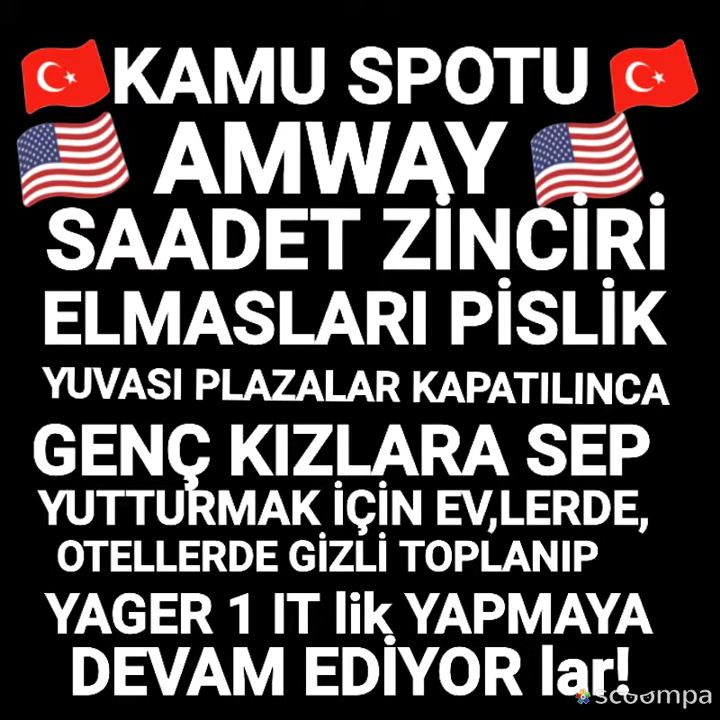 KAMU SPOTU
AMWAY
SAADET ZİNCİRİ
ELMASLARI PİSLİK
YUVASI PLAZALAR KAPATILINCA
GENÇ KIZLARA SEP
YUTTURMAK İÇİN EV,LERDE,
OTELLERDE GİZLİ TOPLANIP
YAGER 1 IT lik YAPMAYA
DEVAM EDİYOR lar!
scoompa